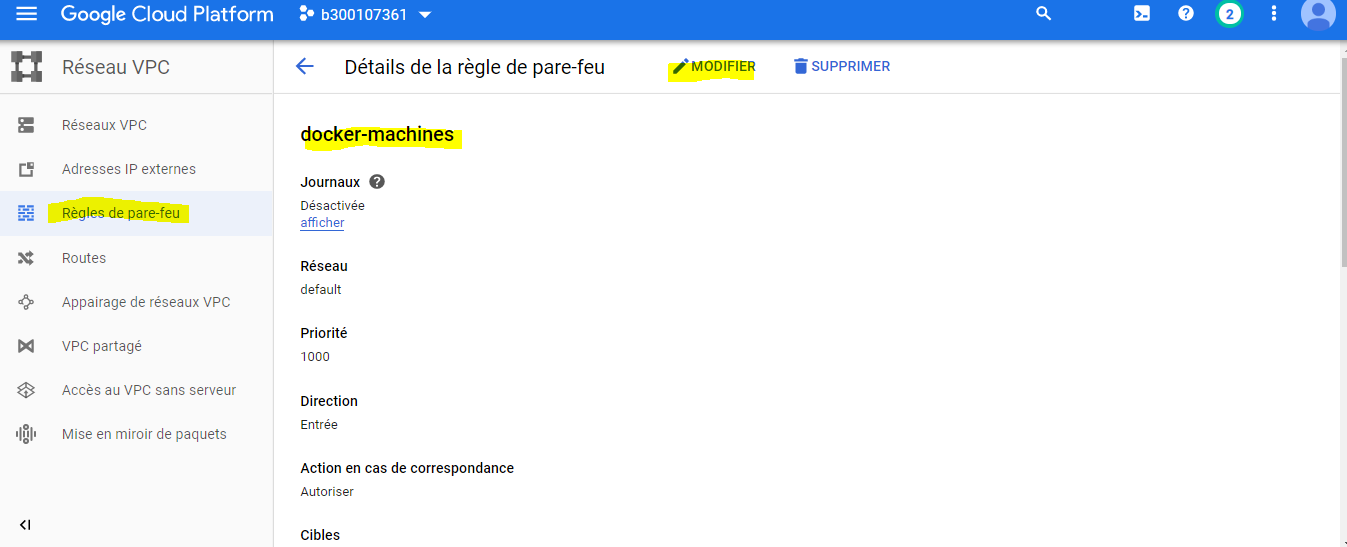 Google Cloud Platform
b300107361
2
Réseau VPC
Détails de la règle de pare-feu
MODIFIER
SUPPRIMER
Réseaux VPC
Adresses IP externes
Règles de pare-feu
Routes
Appairage de réseaux VPC
VPC partagé
Accès au VPC sans serveur
Mise en miroir de paquets
docker-machines
Journaux
Désactivée
afficher
Réseau
default
Priorité
1000
Direction
Entrée
Action en cas de correspondance
Autoriser
Cibles